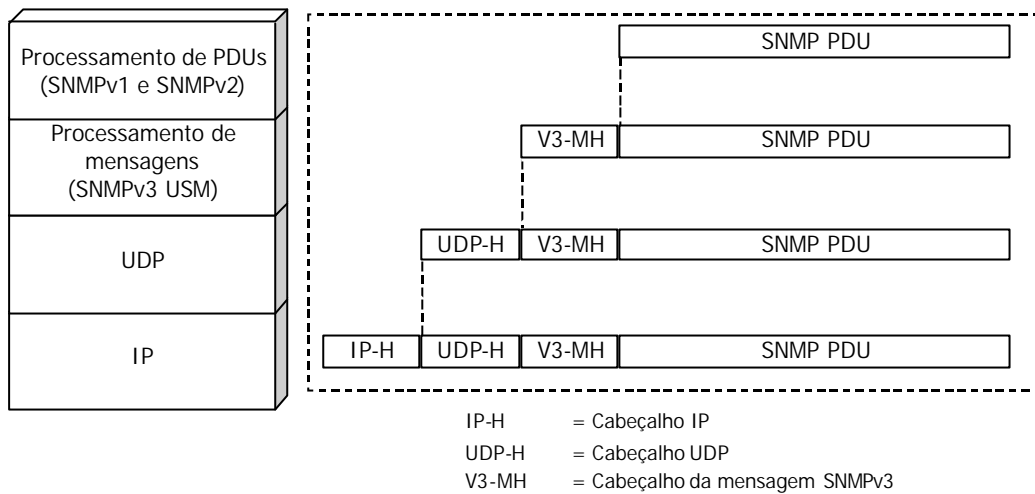 Processamento de PDUs
(SNMPv1 e SNMPv2)
SNMP PDU
Processamento de
mensagens
(SNMPv3 USM)
V3-MH SNMP PDU
UDP
UDP-H V3-MH SNMP PDU
IP
IP-H UDP-H V3-MH SNMP PDU
IP-H = Cabeçalho IP
UDP-H = Cabeçalho UDP
V3-MH = Cabeçalho da mensagem SNMPv3